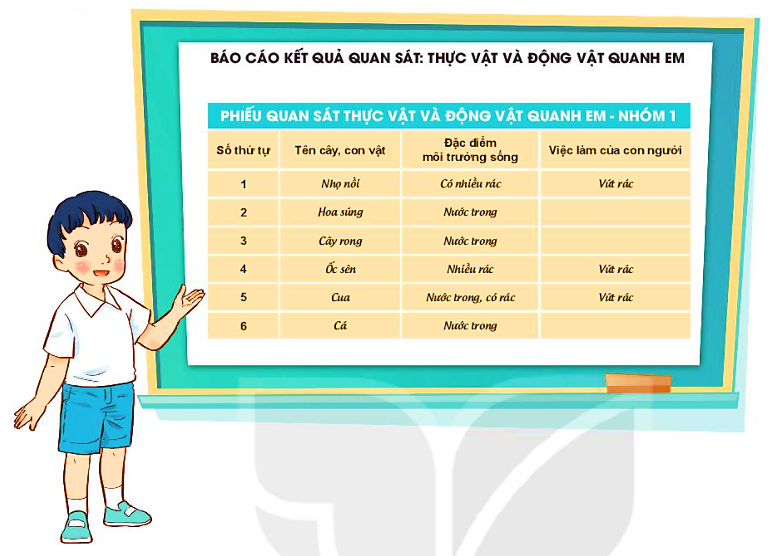 BÁO CÁO KẾT QUẢ QUAN SÁT: THỰC VẬT VÀ ĐỘNG VẬT QUANH EM
PHIẾU QUAN SÁT THỰC VẬT VÀ ĐỘNG VẬT QUANH EM - NHÓM 1
Số thứ tự Tên cây, con vật Đặc điểm môi trường sống Việc làm của con người
1 Nhọ nồi Có nhiều rác Vứt rác
2 Hoa súng Nước trong
3 Cây rong Nước trong
4 Ốc sên Nhiều rác Vứt rác
5 Cua Nước trong, có rác Vứt rác
6 Cá Nước trong